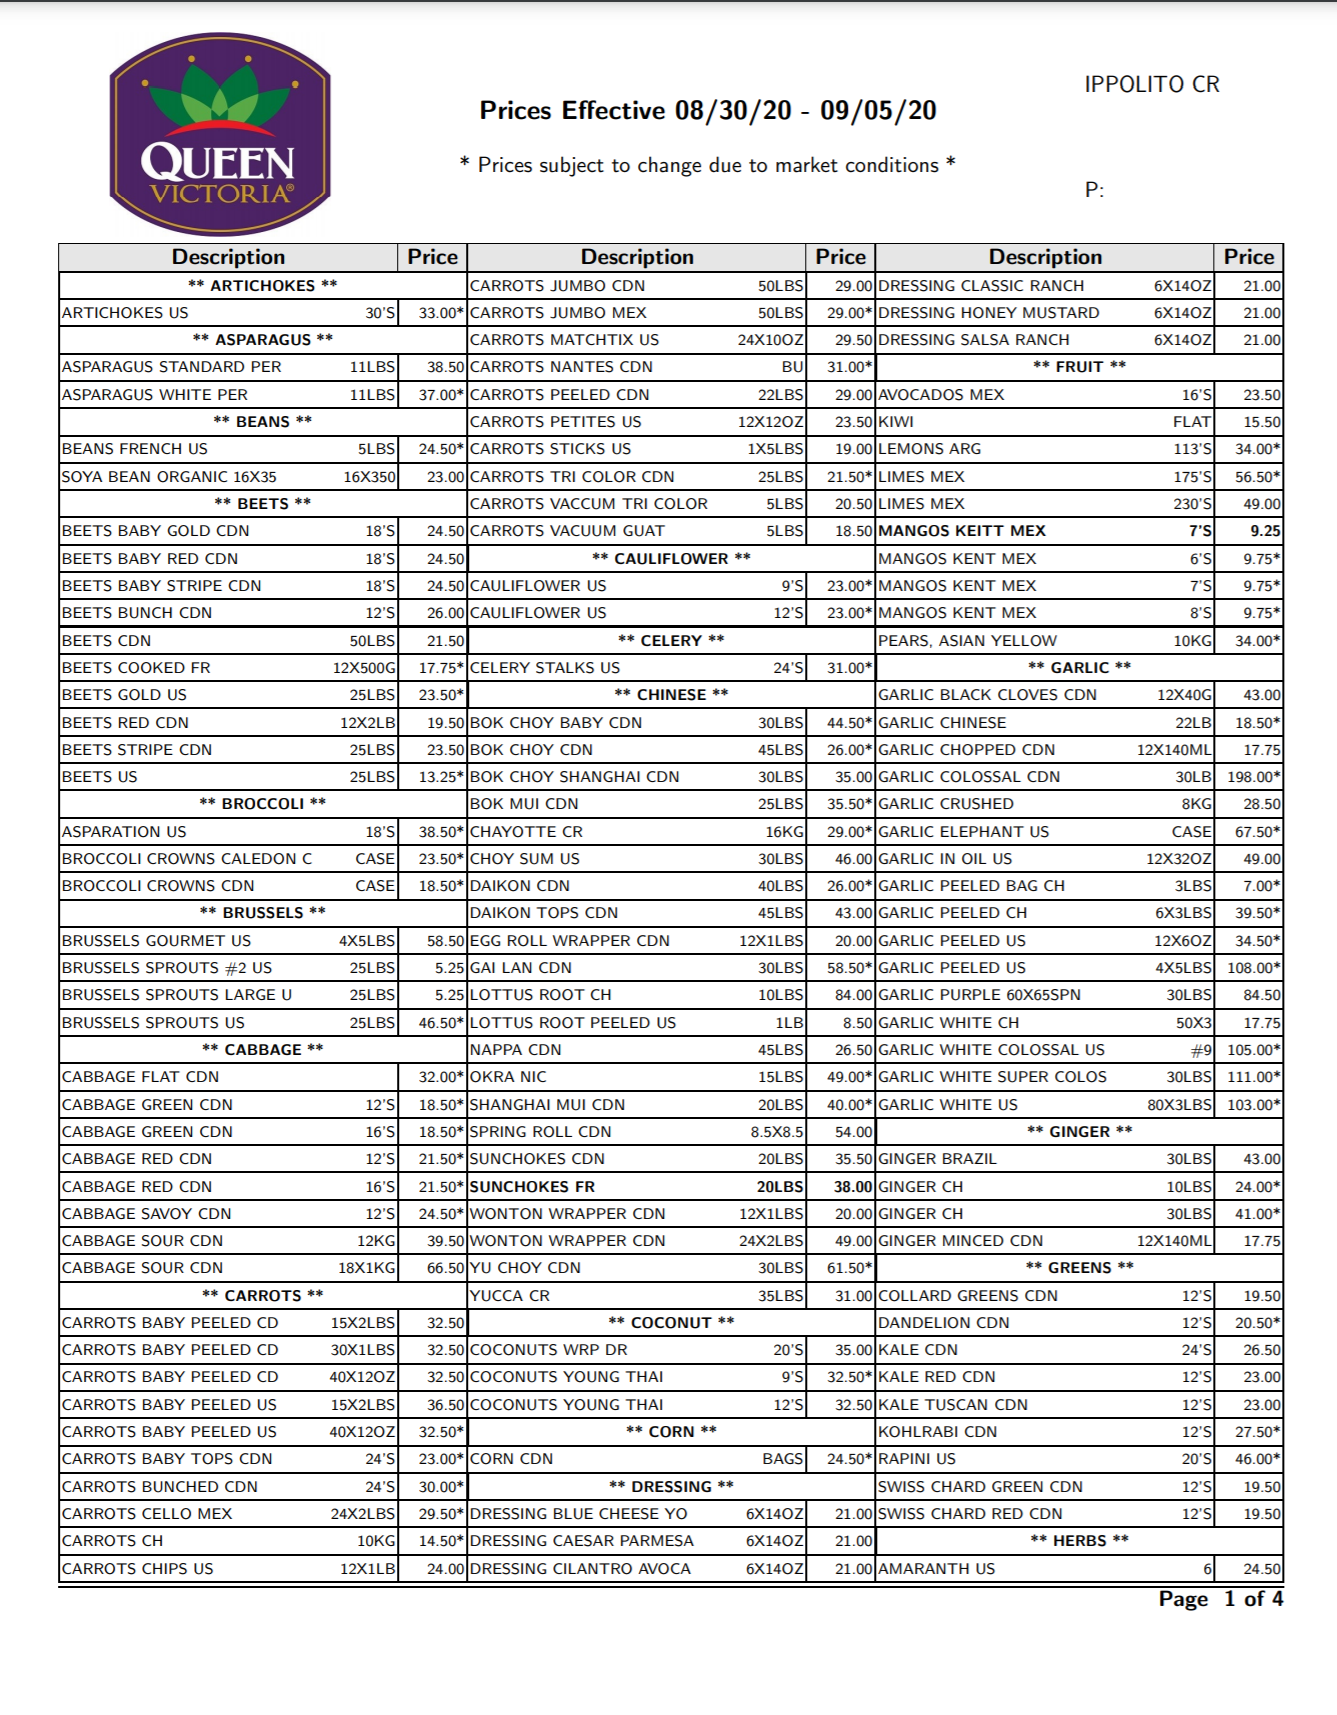 QUEEN
VICTORIA®
Prices Effective 08/30/20 - 09/05/20
* Prices subject to change due to market conditions *
IPPOLITO CR
P:
Description Price
** ARTICHOKES **
ARTICHOKES US 30'S 33.00*
** ASPARAGUS **
ASPARAGUS STANDARD PER 11LBS 38.50
ASPARAGUS WHITE PER 11LBS 37.00*
** BEANS **
BEANS FRENCH US 5LBS 24.50*
SOYA BEAN ORGANIC 16X35 16X350 23.00
** BEETS **
BEETS BABY GOLD CDN 18'S 24.50
BEETS BABY RED CDN 18'S 24.50
BEETS BABY STRIPE CDN 18'S 24.50
BEETS BUNCH CDN 12'S 26.00
BEETS CDN 50LBS 21.50
BEETS COOKED FR 12X500G 17.75*
BEETS GOLD US 25LBS 23.50*
BEETS RED CDN 12X2LB 19.50
BEETS STRIPE CDN 25LBS 23.50
BEETS US 25LBS 13.25*
** BROCCOLI **
ASPARATION US 18'S 38.50*
BROCCOLI CROWNS CALEDON C CASE 23.50*
BROCCOLI CROWNS CDN CASE 18.50*
** BRUSSELS **
BRUSSELS GOURMET US 4X5LBS 58.50
BRUSSELS SPROUTS #2 US 25LBS 5.25
BRUSSELS SPROUTS LARGE U 25LBS 5.25
BRUSSELS SPROUTS US 25LBS 46.50*
** CABBAGE **
CABBAGE FLAT CDN 32.00*
CABBAGE GREEN CDN 12'S 18.50*
CABBAGE GREEN CDN 16'S 18.50*
CABBAGE RED CDN 12'S 21.50*
CABBAGE RED CDN 16'S 21.50*
CABBAGE SAVOY CDN 12'S 24.50*
CABBAGE SOUR CDN 12KG 39.50
CABBAGE SOUR CDN 18X1KG 66.50
** CARROTS **
CARROTS BABY PEELED CD 15X2LBS 32.50
CARROTS BABY PEELED CD 30X1LBS 32.50
CARROTS BABY PEELED CD 40X12OZ 32.50
CARROTS BABY PEELED US 15X2LBS 36.50
CARROTS BABY PEELED US 40X12OZ 32.50*
CARROTS BABY TOPS CDN 24'S 23.00*
CARROTS BUNCHED CDN 24'S 30.00*
CARROTS CELLO MEX 24X2LBS 29.50*
CARROTS CH 10KG 14.50*
CARROTS CHIPS US 12X1LB 24.00
Description Price
CARROTS JUMBO CDN 50LBS 29.00
CARROTS JUMBO MEX 50LBS 29.00*
CARROTS MATCHTIX US 24X10OZ 29.50
CARROTS NANTES CDN BU 31.00*
CARROTS PEELED CDN 22LBS 29.00
CARROTS PETITES US 12X12OZ 23.50
CARROTS STICKS US 1X5LBS 19.00
CARROTS TRI COLOR CDN 25LBS 21.50*
CARROTS VACCUM TRI COLOR 5LBS 20.50
CARROTS VACUUM GUAT 5LBS 18.50
** CAULIFLOWER **
CAULIFLOWER US 9'S 23.00*
CAULIFLOWER US 12'S 23.00*
** CELERY **
CELERY STALKS US 24'S 31.00*
** CHINESE **
BOK CHOY BABY CDN 30LBS 44.50*
BOK CHOY CDN 45LBS 26.00*
BOK CHOY SHANGHAI CDN 30LBS 35.00
BOK MUI CDN 25LBS 35.50*
CHAYOTTE CR 16KG 29.00*
CHOY SUM US 30LBS 46.00
DAIKON CDN 40LBS 26.00*
DAIKON TOPS CDN 45LBS 43.00
EGG ROLL WRAPPER CDN 12X1LBS 20.00
GAI LAN CDN 30LBS 58.50*
LOTTUS ROOT CH 10LBS 84.00
LOTTUS ROOT PEELED US 1LB 8.50
NAPPA CDN 45LBS 26.50
OKRA NIC 15LBS 49.00*
SHANGHAI MUI CDN 20LBS 40.00*
SPRING ROLL CDN 8.5X8.5 54.00
SUNCHOKES CDN 20LBS 35.50
SUNCHOKES FR 20LBS 38.00
WONTON WRAPPER CDN 12X1LBS 20.00
WONTON WRAPPER CDN 24X2LBS 49.00
YU CHOY CDN 30LBS 61.50*
YUCCA CR 35LBS 31.00
** COCONUT **
COCONUTS WRP DR 20'S 35.00
COCONUTS YOUNG THAI 9'S 32.50*
COCONUTS YOUNG THAI 12'S 32.50
** CORN **
CORN CDN BAGS 24.50*
** DRESSING **
DRESSING BLUE CHEESE YO 6X14OZ 21.00
DRESSING CAESAR PARMESA 6X14OZ 21.00
DRESSING CILANTRO AVOCA 6X14OZ 21.00
Description Price
DRESSING CLASSIC RANCH 6X14OZ 21.00
DRESSING HONEY MUSTARD 6X14OZ 21.00
DRESSING SALSA RANCH 6X14OZ 21.00
** FRUIT **
AVOCADOS MEX 16'S 23.50
KIWI FLAT 15.50
LEMONS ARG 113'S 34.00*
LIMES MEX 175'S 56.50*
LIMES MEX 230'S 49.00
MANGOS KEITT MEX 7'S 9.25
MANGOS KENT MEX 6'S 9.75*
MANGOS KENT MEX 7'S 9.75*
MANGOS KENT MEX 8'S 9.75*
PEARS, ASIAN YELLOW 10KG 34.00*
** GARLIC **
GARLIC BLACK CLOVES CDN 12X40G 43.00
GARLIC CHINESE 22LB 18.50*
GARLIC CHOPPED CDN 12X140ML 17.75
GARLIC COLOSSAL CDN 30LB 198.00*
GARLIC CRUSHED 8KG 28.50
GARLIC ELEPHANT US CASE 67.50*
GARLIC IN OIL US 12X32OZ 49.00
GARLIC PEELED BAG CH 3LBS 7.00*
GARLIC PEELED CH 6X3LBS 39.50*
GARLIC PEELED US 12X6OZ 34.50*
GARLIC PEELED US 4X5LBS 108.00*
GARLIC PURPLE 60X65SPN 30LBS 84.50
GARLIC WHITE CH 50X3 17.75
GARLIC WHITE COLOSSAL US #9 105.00*
GARLIC WHITE SUPER COLOS 30LBS 111.00*
GARLIC WHITE US 80X3LBS 103.00*
** GINGER **
GINGER BRAZIL 30LBS 43.00
GINGER CH 10LBS 24.00*
GINGER CH 30LBS 41.00*
GINGER MINCED CDN 12X140ML 17.75
** GREENS **
COLLARD GREENS CDN 12'S 19.50
DANDELION CDN 12'S 20.50*
KALE CDN 24'S 26.50
KALE RED CDN 12'S 23.00
KALE TUSCAN CDN 12'S 23.00
KOHLRABI CDN 12'S 27.50*
RAPINI US 20'S 46.00*
SWISS CHARD GREEN CDN 12'S 19.50
SWISS CHARD RED CDN 12'S 19.50
** HERBS **
AMARANTH US 6 24.50
Page 1 of 4